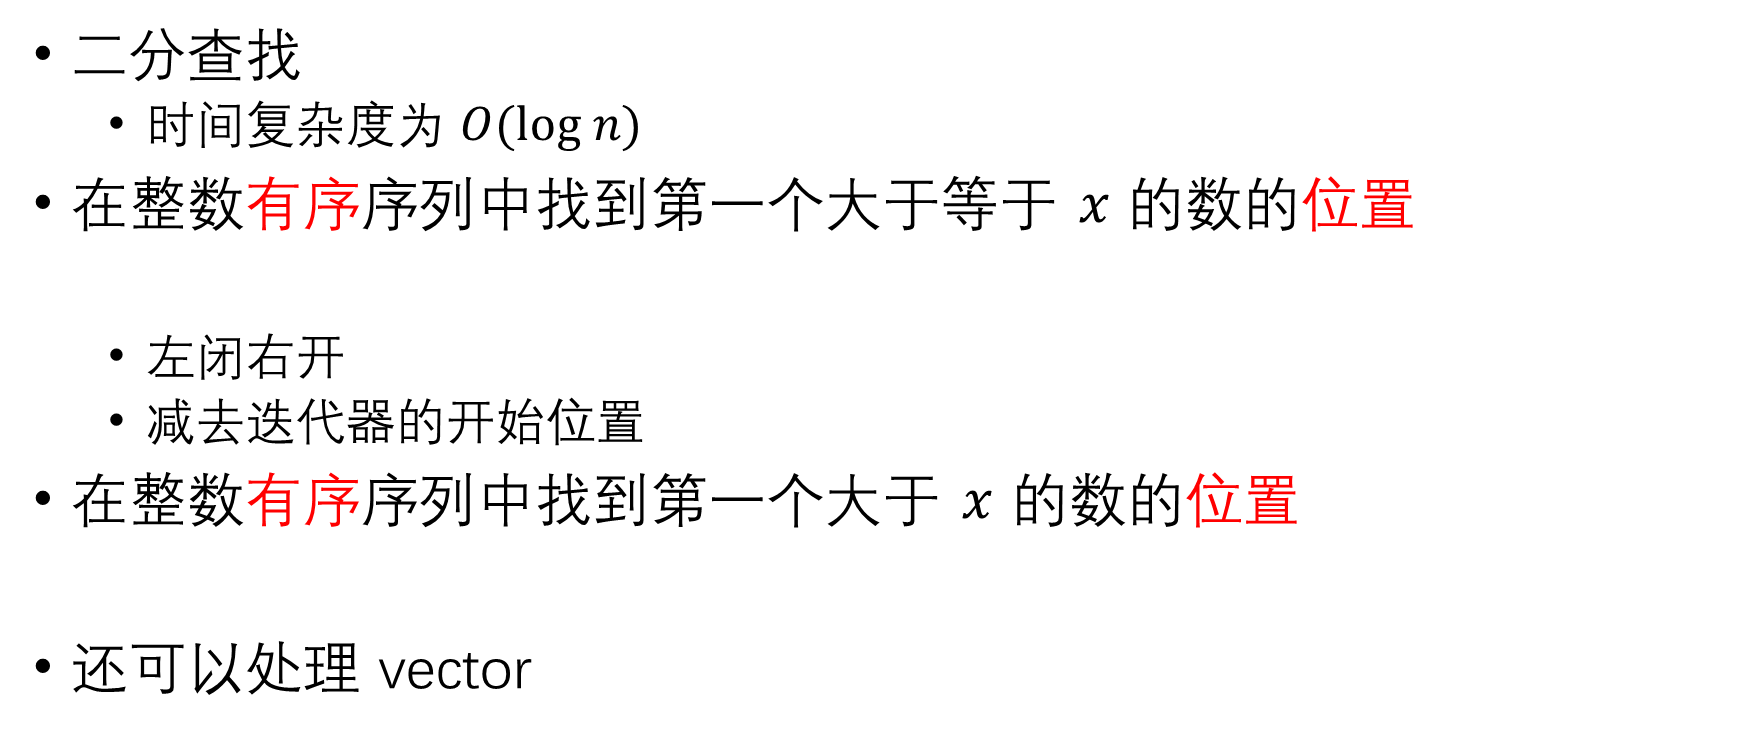 • 二分查找
• 时间复杂度为 O(log n)
• 在整数有序序列中找到第一个大于等于 x 的数的位置
• 左闭右开
• 减去迭代器的开始位置
• 在整数有序序列中找到第一个大于 x 的数的位置
• 还可以处理 vector